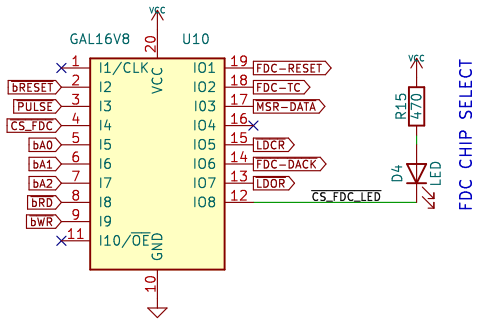 VCC
GAL16V8 U10
20
VCC
1 I1/CLK IO1 19 FDC-RESET
bRESET 2 I2 IO2 18 FDC-TC
PULSE 3 I3 IO3 17 MSR-DATA
CS_FDC 4 I4 IO4 16
bA0 5 I5 IO5 15 LDCR
bA1 6 I6 IO6 14 FDC-DACK
bA2 7 I7 IO7 13 LDOR
bRD 8 I8 IO8 12 CS_FDC_LED
bWR 9 I9
11 I10/OE
GND
10
VCC
R15
470
D4
LED
FDC CHIP SELECT